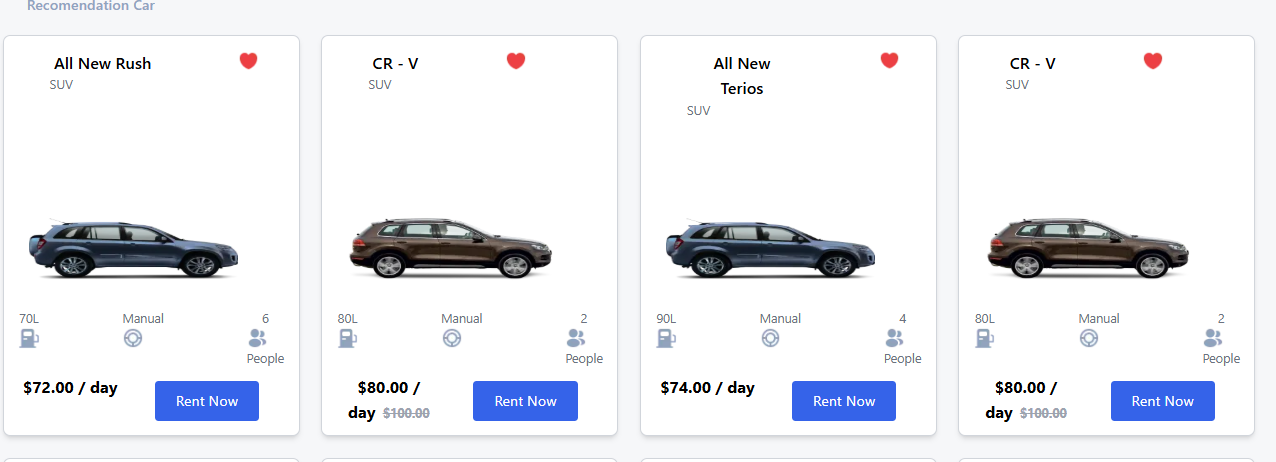 Recomendation Car
All New Rush
SUV
70L
Manual
6
People
$72.00 / day
Rent Now
CR - V
SUV
80L
Manual
2
People
$80.00 /
day $100.00
Rent Now
All New
Terios
SUV
90L
Manual
4
People
$74.00 / day
Rent Now
CR - V
SUV
80L
Manual
2
People
$80.00 /
day $100.00
Rent Now